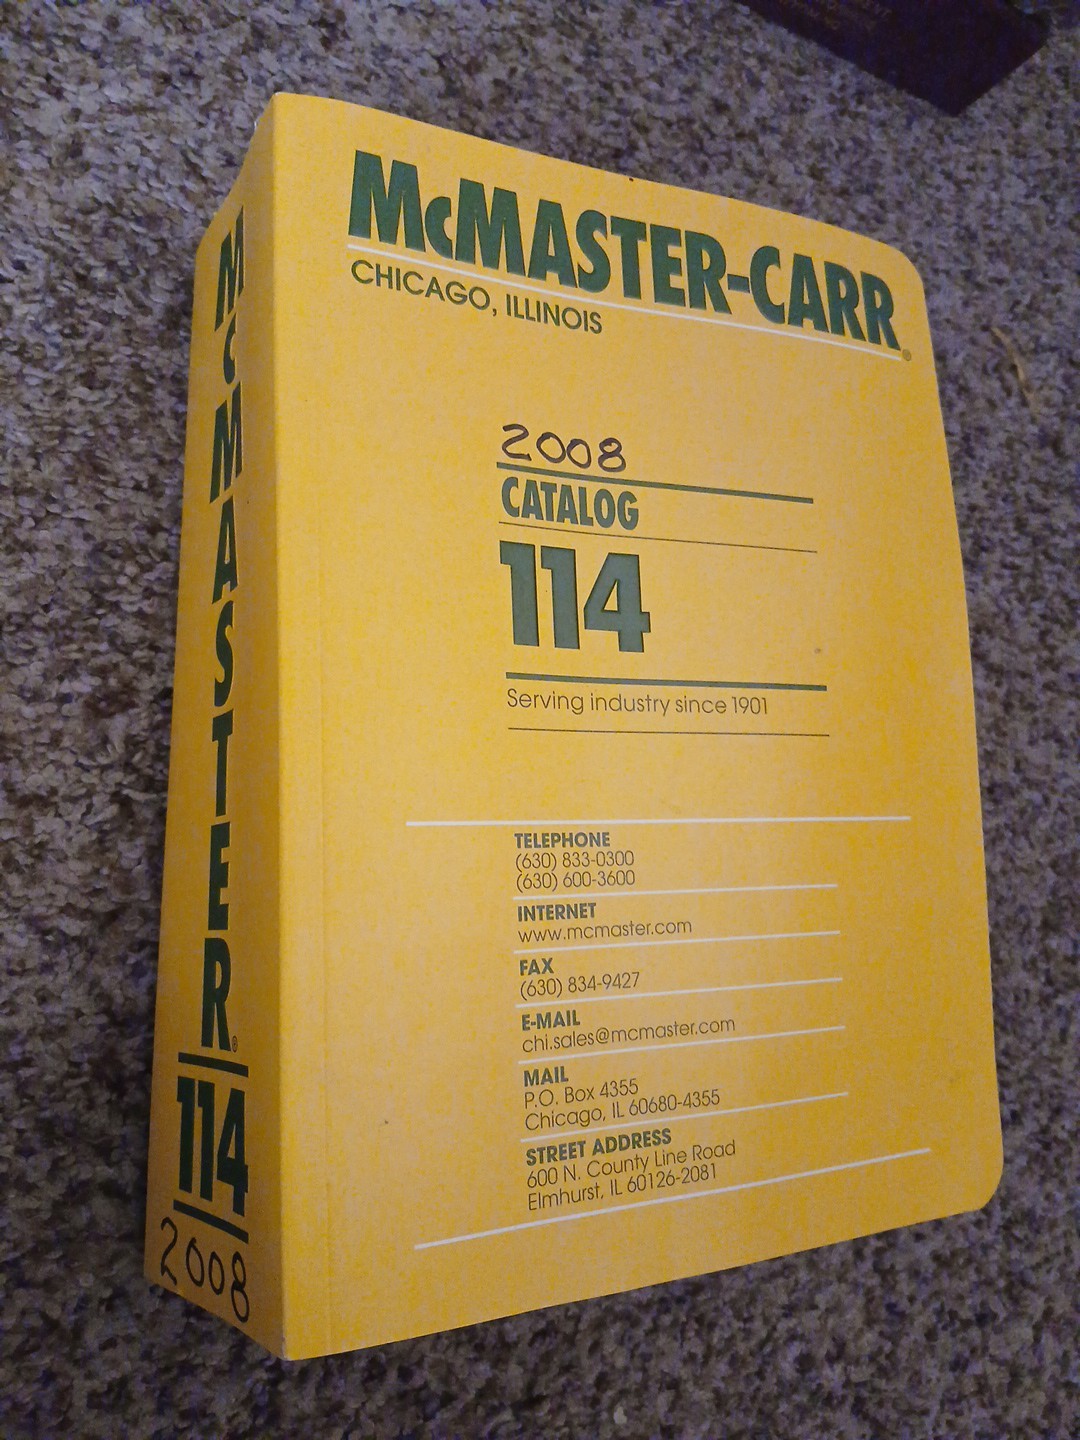 McMASTER-CARR®
CHICAGO, ILLINOIS
2008
CATALOG
114
Serving industry since 1901
TELEPHONE
(630) 833-0300
(630) 600-3600
INTERNET
www.mcmaster.com
FAX
(630) 834-9427
E-MAIL
chi.sales@mcmaster.com
MAIL
P.O. Box 4355
Chicago, IL 60680-4355
STREET ADDRESS
600 N. County Line Road
Elmhurst, IL 60126-2081
McMASTER®
114
2008